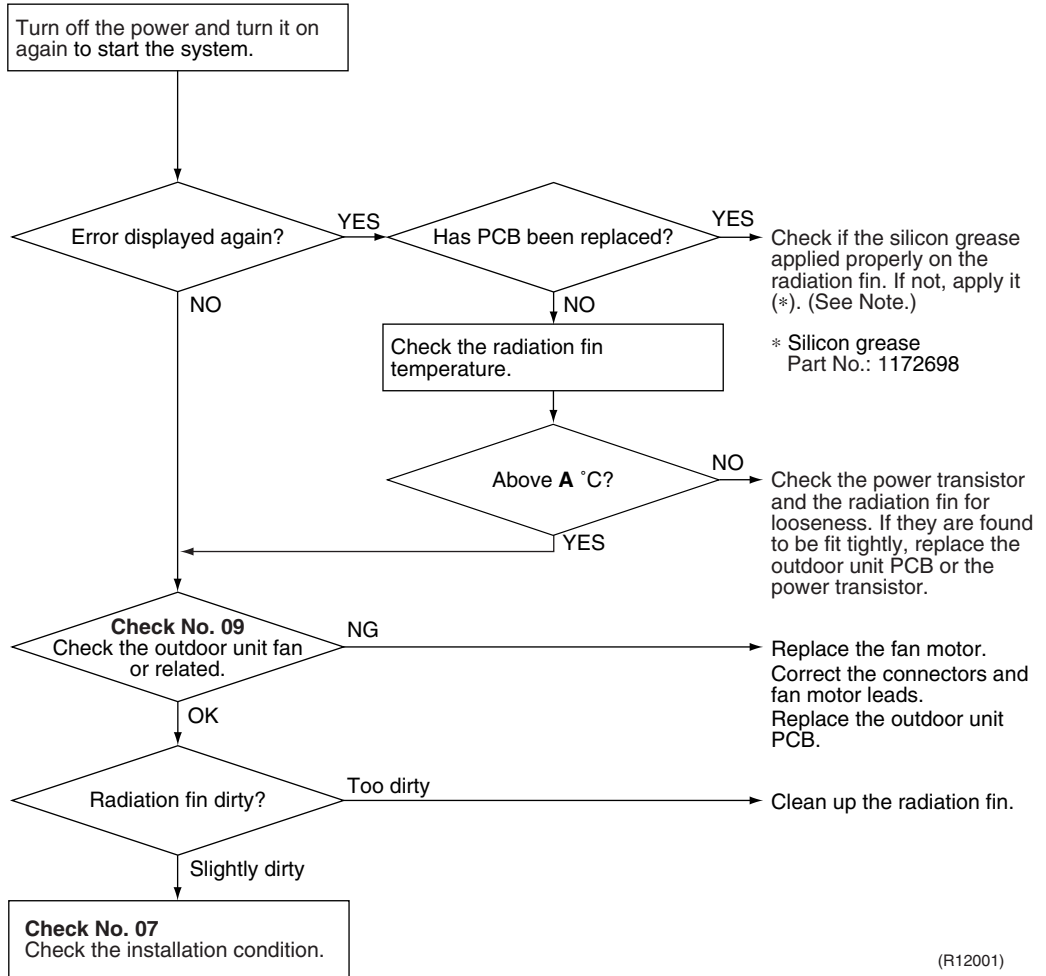 Turn off the power and turn it on
again to start the system.
Error displayed again?
YES
Has PCB been replaced?
YES
Check if the silicon grease
applied properly on the
radiation fin. If not, apply it
(∗). (See Note.)
∗ Silicon grease
Part No.: 1172698
NO
NO
Check the radiation fin
temperature.
Above A ˚C?
NO
Check the power transistor
and the radiation fin for
looseness. If they are found
to be fit tightly, replace the
outdoor unit PCB or the
power transistor.
YES
Check No. 09
Check the outdoor unit fan
or related.
NG
Replace the fan motor.
Correct the connectors and
fan motor leads.
Replace the outdoor unit
PCB.
OK
Radiation fin dirty?
Too dirty
Clean up the radiation fin.
Slightly dirty
Check No. 07
Check the installation condition.
(R12001)